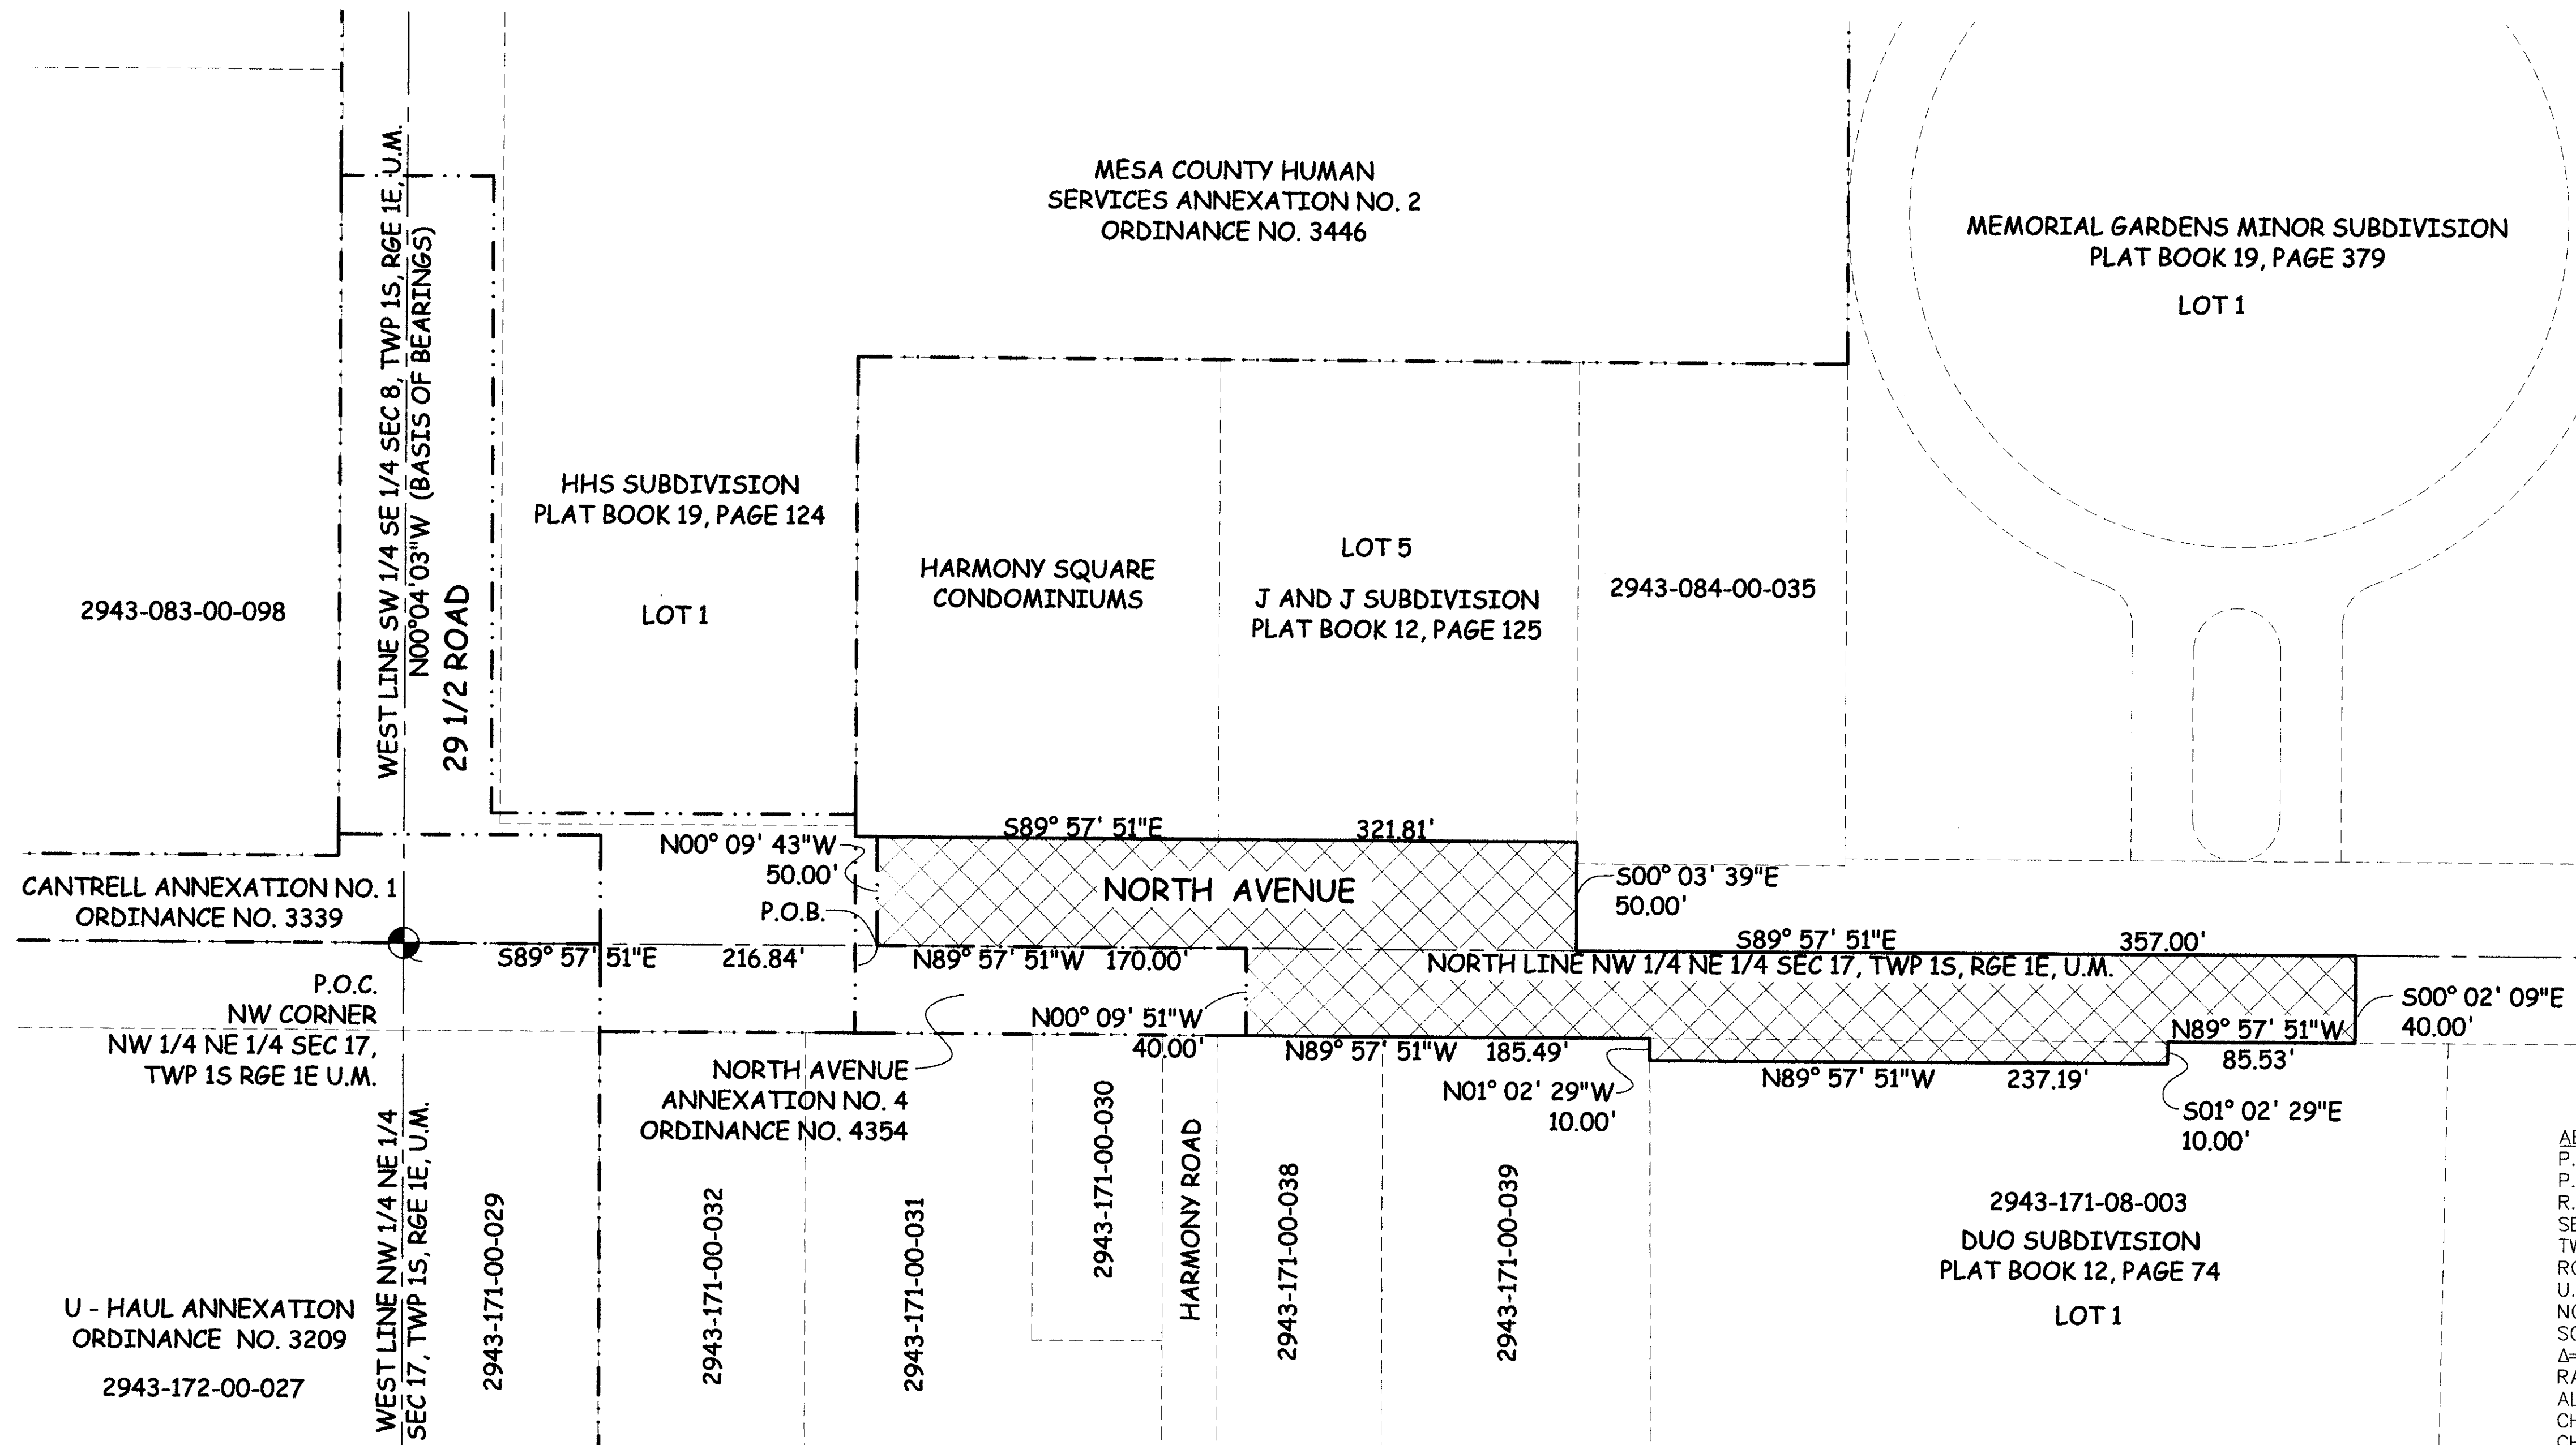 MESA COUNTY HUMAN
SERVICES ANNEXATION NO. 2
ORDINANCE NO. 3446
MEMORIAL GARDENS MINOR SUBDIVISION
PLAT BOOK 19, PAGE 379
LOT 1
WEST LINE SW 1/4 SE 1/4 SEC 8, TWP 1S, RGE 1E, U.M.
N00°04'03"W (BASIS OF BEARINGS)
29 1/2 ROAD
2943-083-00-098
HHS SUBDIVISION
PLAT BOOK 19, PAGE 124
LOT 1
HARMONY SQUARE
CONDOMINIUMS
LOT 5
J AND J SUBDIVISION
PLAT BOOK 12, PAGE 125
2943-084-00-035
S89° 57' 51"E 321.81'
N00° 09' 43"W
50.00'
P.O.B.
NORTH AVENUE
S00° 03' 39"E
50.00'
CANTRELL ANNEXATION NO. 1
ORDINANCE NO. 3339
S89° 57' 51"E 216.84'
N89° 57' 51"W 170.00'
S89° 57' 51"E 357.00'
NORTH LINE NW 1/4 NE 1/4 SEC 17, TWP 1S, RGE 1E, U.M.
P.O.C.
NW CORNER
NW 1/4 NE 1/4 SEC 17,
TWP 1S RGE 1E U.M.
N00° 09' 51"W
40.00'
S00° 02' 09"E
40.00'
N89° 57' 51"W
85.53'
N89° 57' 51"W 185.49'
N01° 02' 29"W
10.00'
N89° 57' 51"W 237.19'
S01° 02' 29"E
10.00'
NORTH AVENUE
ANNEXATION NO. 4
ORDINANCE NO. 4354
WEST LINE NW 1/4 NE 1/4
SEC 17, TWP 1S, RGE 1E, U.M.
2943-171-00-029
2943-171-00-032
2943-171-00-031
2943-171-00-030
HARMONY ROAD
2943-171-00-038
2943-171-00-039
2943-171-08-003
DUO SUBDIVISION
PLAT BOOK 12, PAGE 74
LOT 1
U - HAUL ANNEXATION
ORDINANCE NO. 3209
2943-172-00-027
P.
P.
R.
U.
Δ=